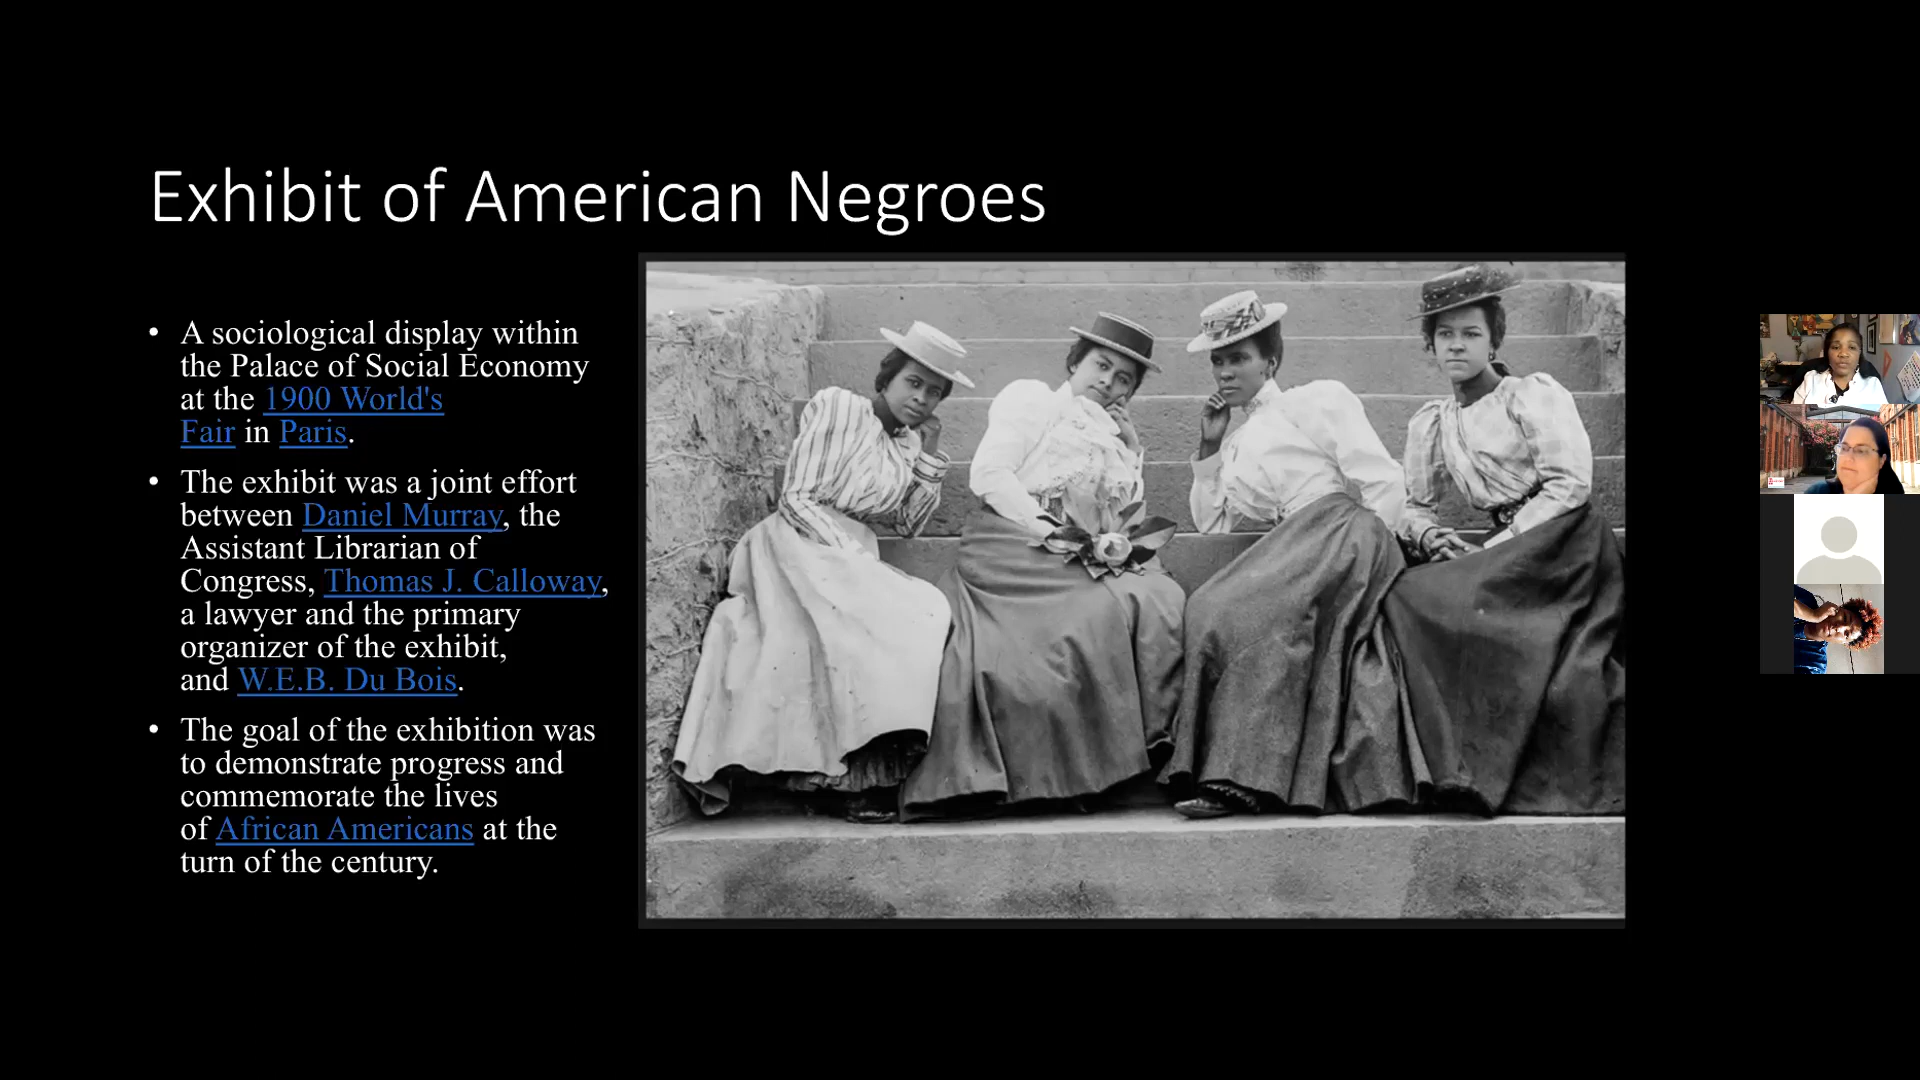 Exhibit of American Negroes
• A sociological display within
the Palace of Social Economy
at the 1900 World's
Fair in Paris.
• The exhibit was a joint effort
between Daniel Murray, the
Assistant Librarian of
Congress, Thomas J. Calloway,
a lawyer and the primary
organizer of the exhibit,
and W.E.B. Du Bois.
• The goal of the exhibition was
to demonstrate progress and
commemorate the lives
of African Americans at the
turn of the century.